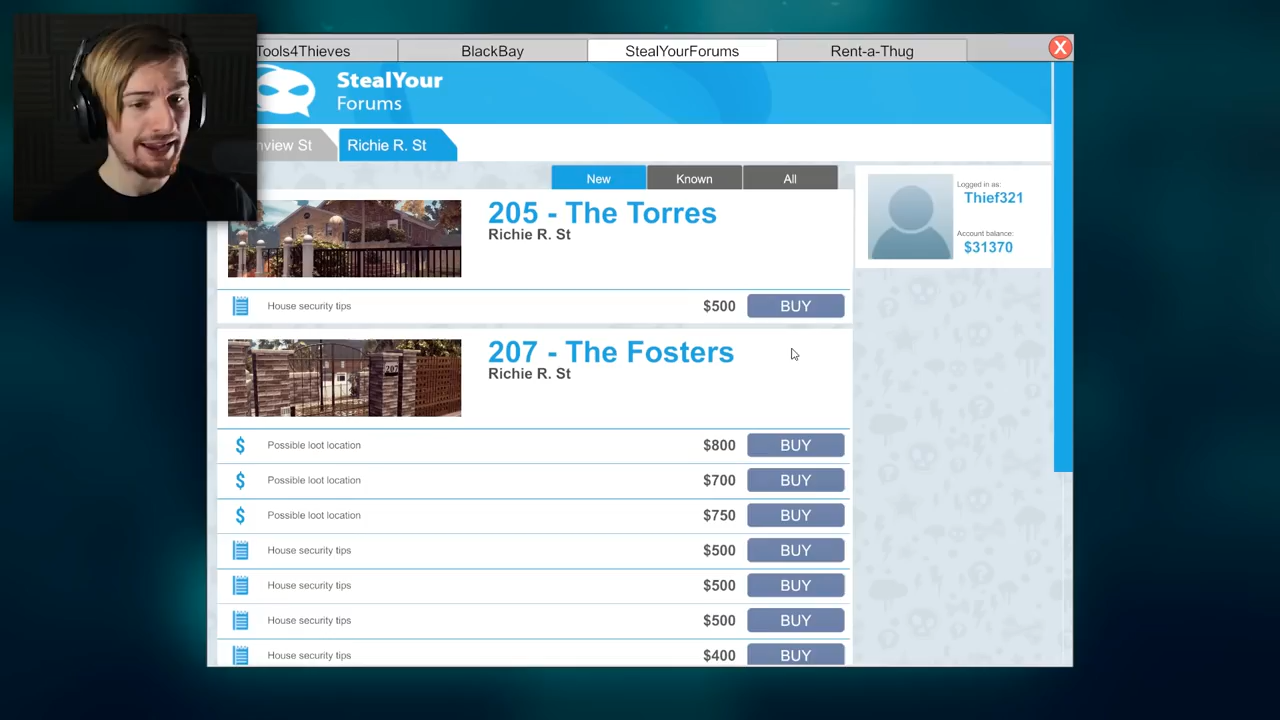 Tools4Thieves
BlackBay
StealYourForums
Rent-a-Thug
X
StealYour
Forums
nview St
Richie R. St
New
Known
All
Logged in as:
Thief321
Account balance:
$31370
205 - The Torres
Richie R. St
House security tips $500 BUY
207 - The Fosters
Richie R. St
207
Possible loot location $800 BUY
Possible loot location $700 BUY
Possible loot location $750 BUY
House security tips $500 BUY
House security tips $500 BUY
House security tips $500 BUY
House security tips $400 BUY